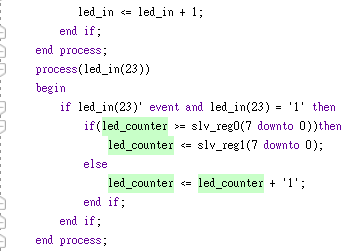 led_in <= led_in + 1;
end if;
end process;
process(led_in(23))
begin
if led_in(23)' event and led_in(23) = '1' then
if(led_counter >= slv_reg0(7 downto 0))then
led_counter <= slv_reg1(7 downto 0);
else
led_counter <= led_counter + '1';
end if;
end if;
end process;